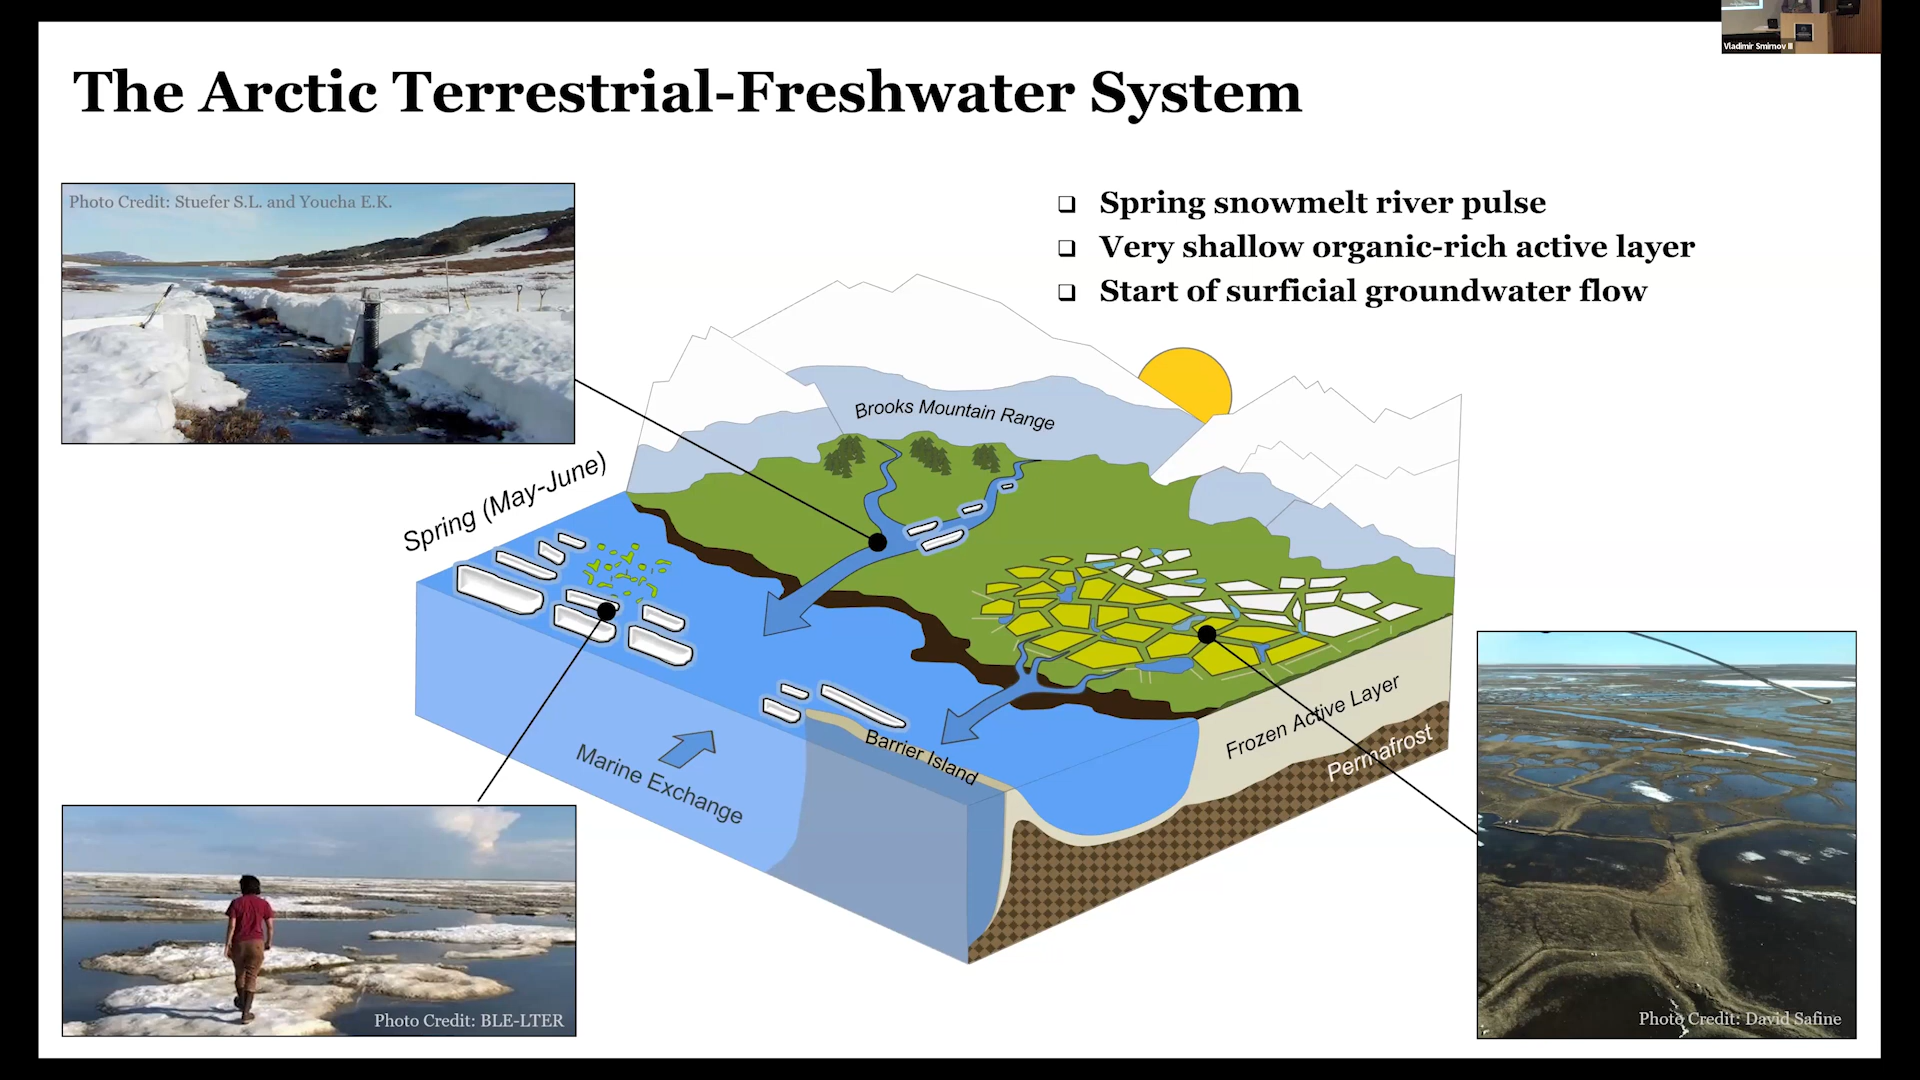 Vladimir Smirnov III
The Arctic Terrestrial-Freshwater System
Photo Credit: Stuefer S.L. and Youcha E.K.
Spring snowmelt river pulse
Very shallow organic-rich active layer
Start of surficial groundwater flow
Brooks Mountain Range
Spring (May-June)
Frozen Active Layer
Permafrost
Barrier Island
Marine Exchange
Photo Credit: BLE-LTER
Photo Credit: David Safine